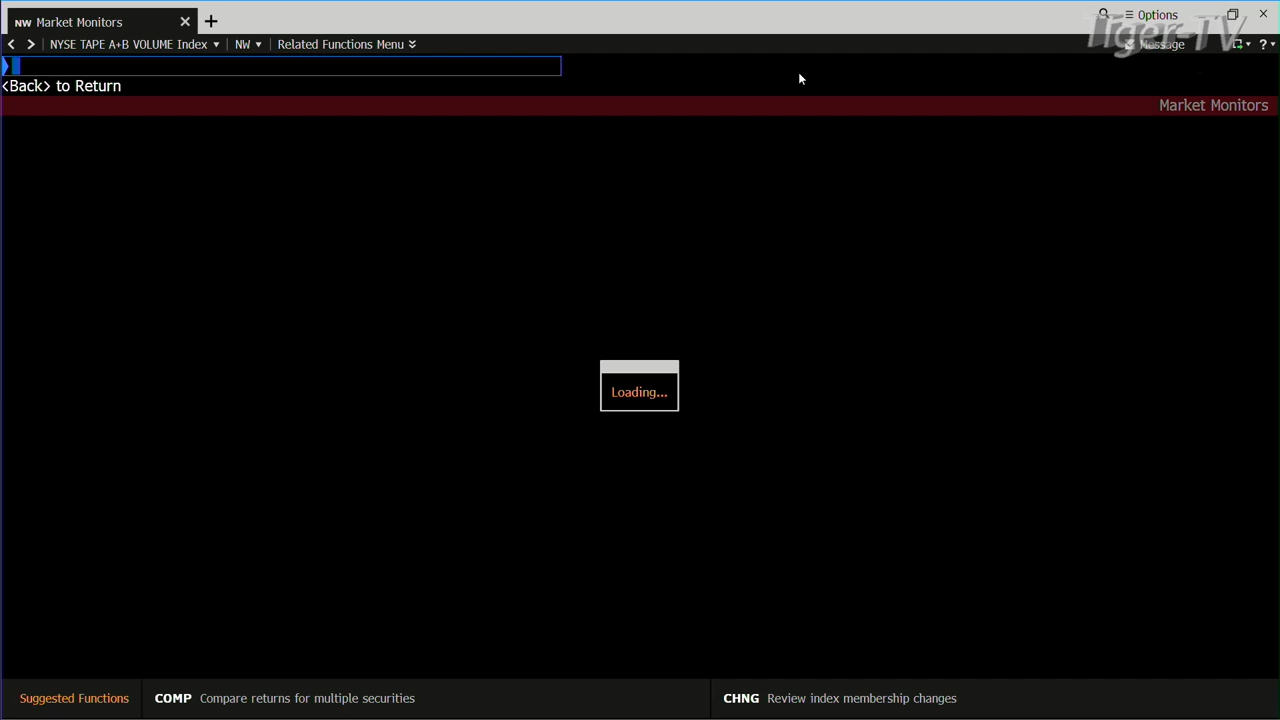 NW Market Monitors
Options
NYSE TAPE A+B VOLUME Index NW Related Functions Menu
Message ?
Tiger-TV
<Back> to Return
Market Monitors
Loading...
Suggested Functions COMP Compare returns for multiple securities CHNG Review index membership changes